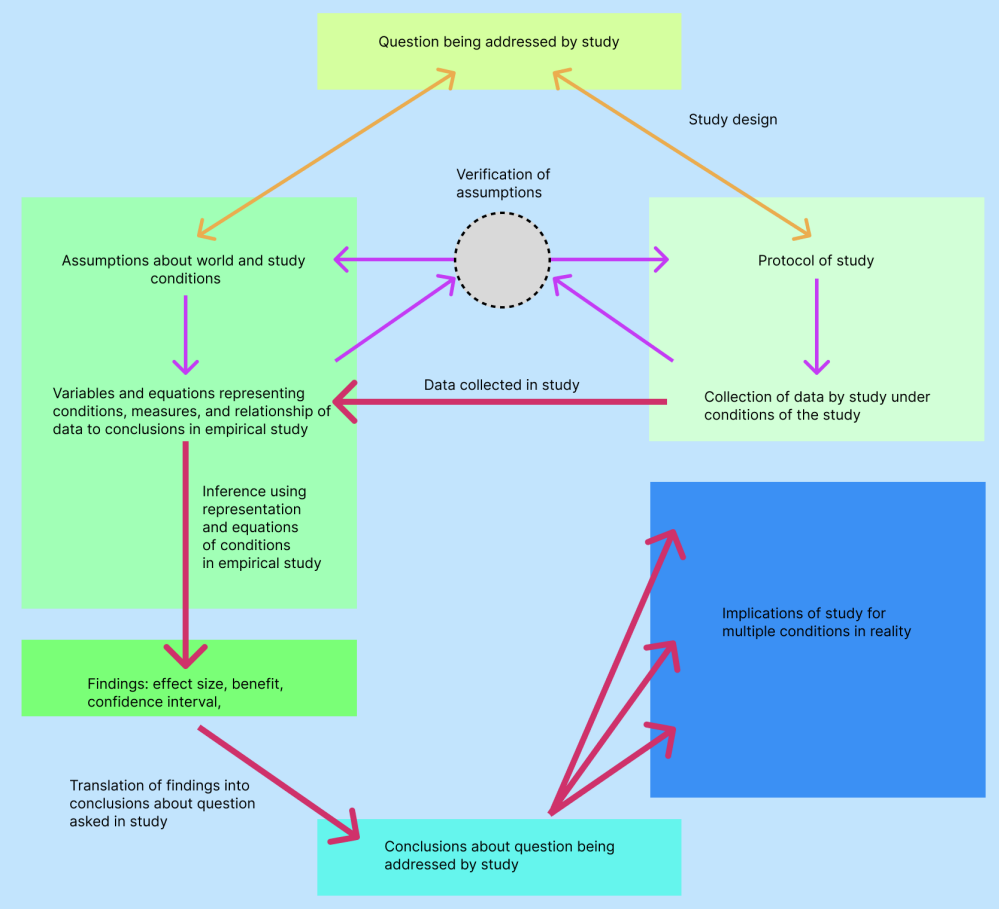 Question being addressed by study
Study design
Verification of
assumptions
Assumptions about world and study
conditions
Protocol of study
Variables and equations representing
conditions, measures, and relationship of
data to conclusions in empirical study
Data collected in study
Collection of data by study under
conditions of the study
Inference using
representation
and equations
of conditions
in empirical study
Implications of study for
multiple conditions in reality
Findings: effect size, benefit,
confidence interval,
Translation of findings into
conclusions about question
asked in study
Conclusions about question being
addressed by study